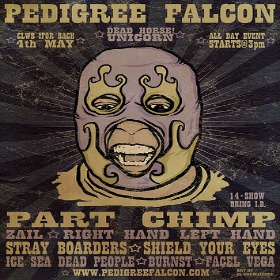 PEDIGREE FALCON
DEAD HORSE!
UNICORN
CLWB IFOR BACH
1TH MAY
ALL DAY EVENT
STARTS@3PM
14+SHOW
BRING I.D.
PART CHIMP
ZAIL ☆ RIGHT HAND LEFT HAND
STRAY BOARDERS ☆ SHIELD YOUR EYES
ICE SEA DEAD PEOPLE ☆ BURNST ☆ FACEL VEGA
WWW.PEDIGREEFALCON.COM